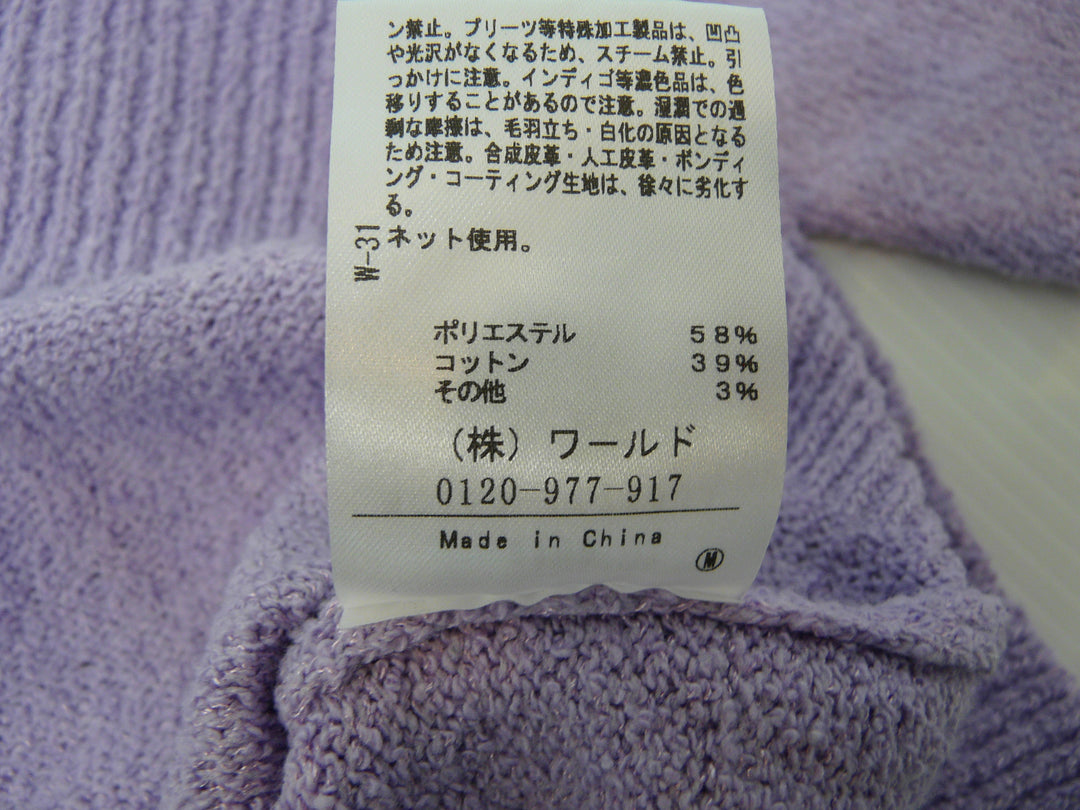 ン禁止。プリーツ等特殊加工製品は、凹凸
や光沢がなくなるため、スチーム禁止。引
っかけに注意。インディゴ等濃色品は、色
移りすることがあるので注意。湿潤での過
剰な摩擦は、毛羽立ち・白化の原因となる
ため注意。合成皮革・人工皮革・ボンディ
ング・コーティング生地は、徐々に劣化す
る。
W-31
ネット使用。
ポリエステル 58%
コットン 39%
その他 3%
(株)ワールド
0120-977-917
Made in China
M